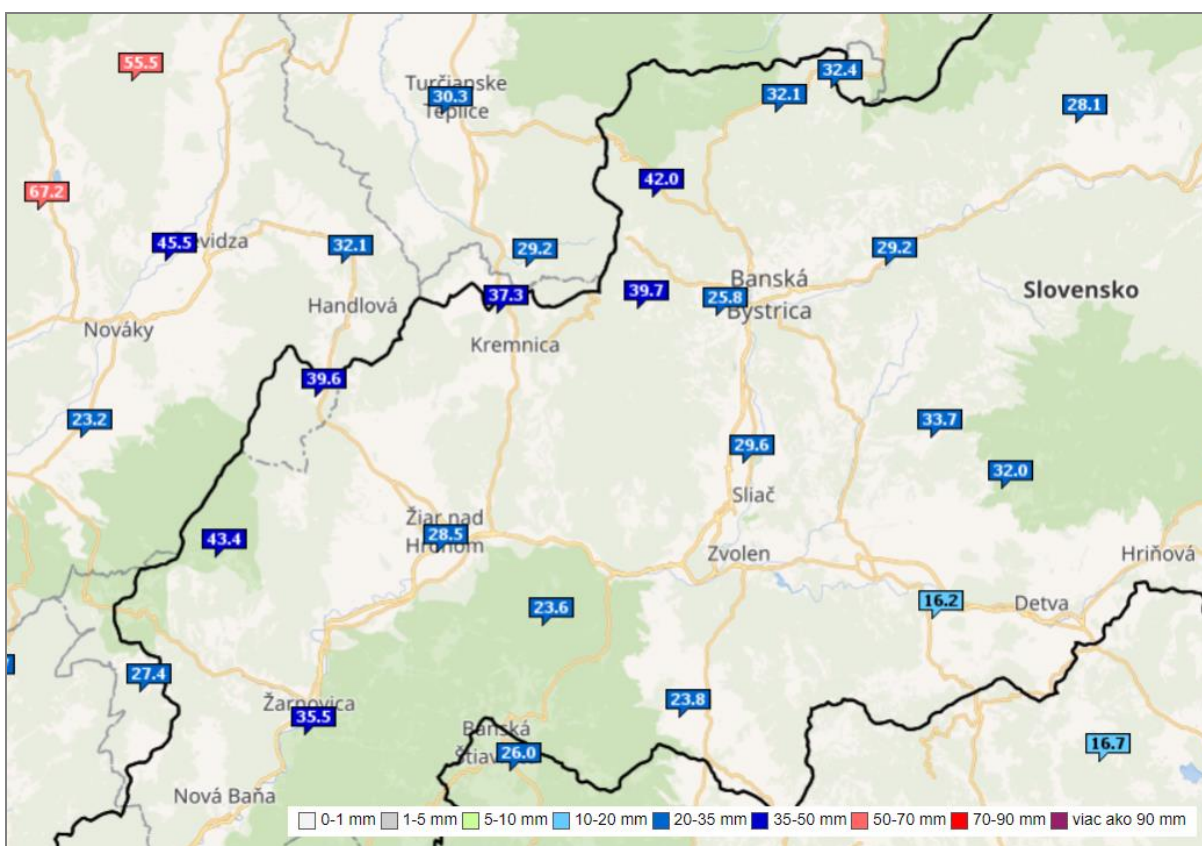 55.5
32.4
Turčianske
30.3
Teplice
32.1
28.1
67.2
42.0
45.5
evidza
32.1
29.2
29.2
Handlová
37.3
39.7
Banská
25.8
Bystrica
Slovensko
Nováky
Kremnica
39.6
23.2
33.7
29.6
32.0
Sliač
Žiar nad
28.5
Hronom
43.4
Zvolen
Hriňová
23.6
16.2
Detva
27.4
Žarnovica
35.5
23.8
Banská
Štiav
26.0
16.7
Nová Baňa
0-1 mm 1-5 mm 5-10 mm 10-20 mm 20-35 mm 35-50 mm 50-70 mm 70-90 mm viac ako 90 mm